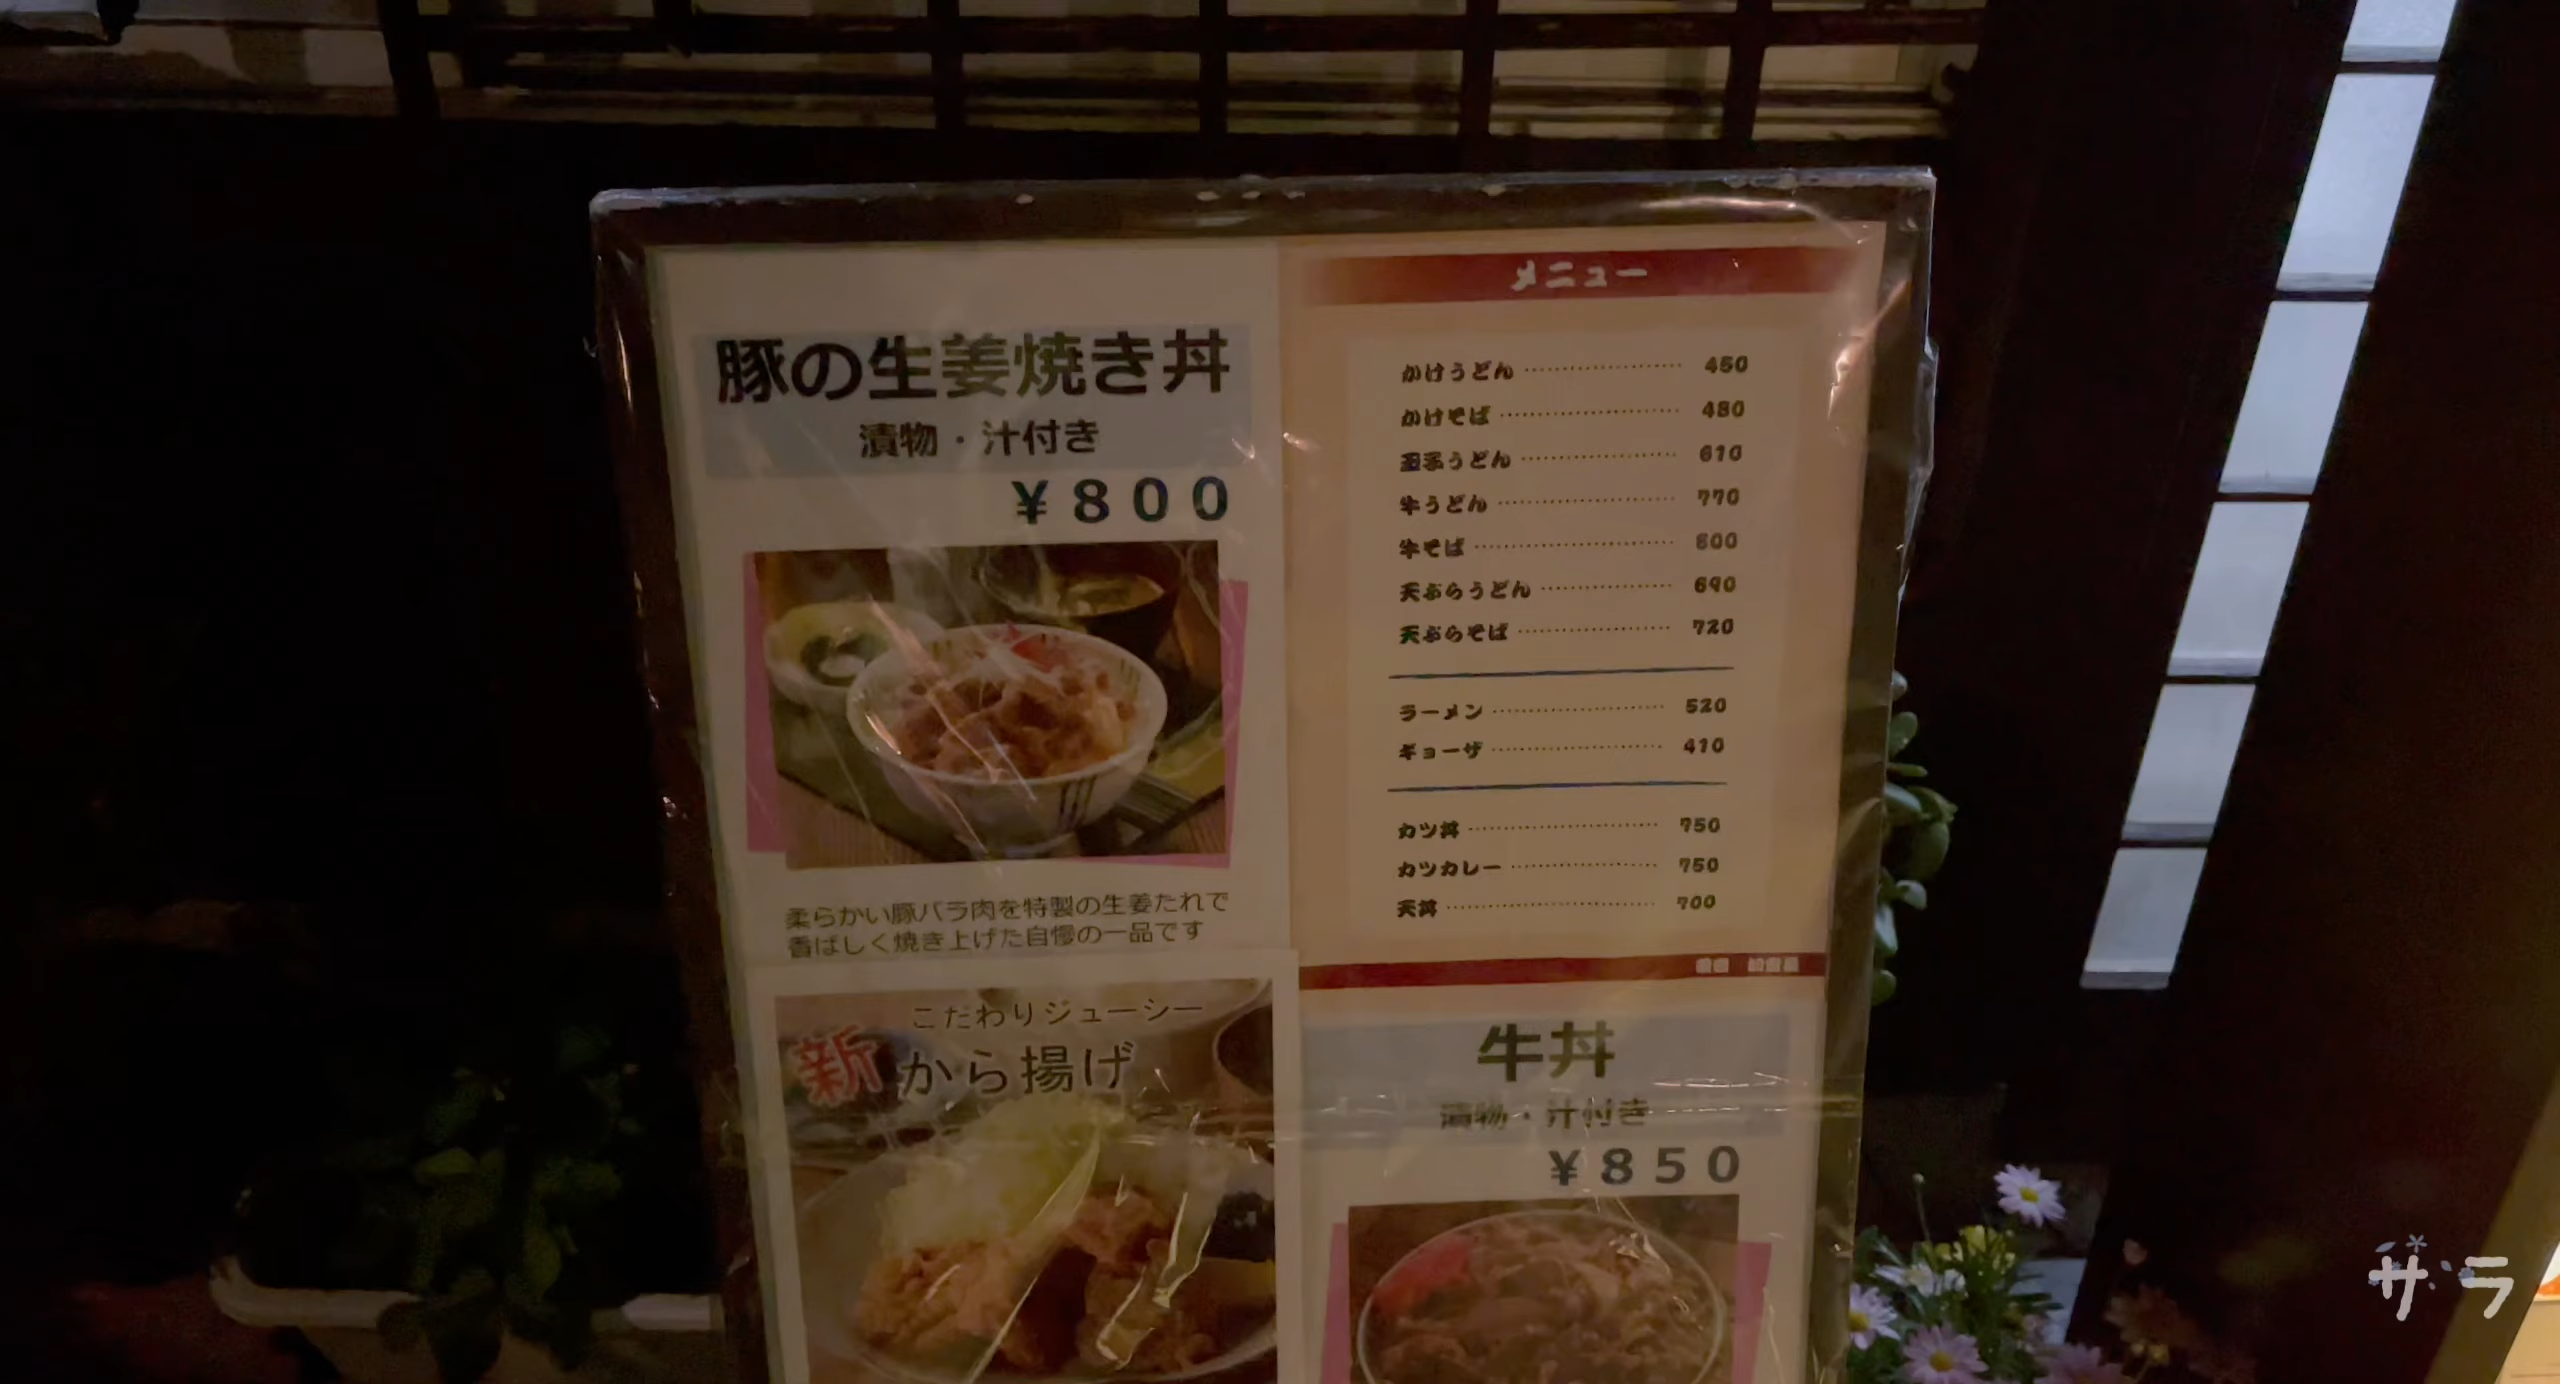 豚の生姜焼き丼
漬物・汁付き
￥800
柔らかい豚バラ肉を特製の生姜たれで
香ばしく焼き上げた自慢の一品です
メニュー
かけうどん 450
かけそば 480
玉子うどん 610
牛うどん 770
牛そば 800
天ぷらうどん 690
天ぷらそば 720
ラーメン 520
ギョーザ 410
カツ丼 750
カツカレー 750
天丼 700
こだわりジューシー
新 から揚げ
牛丼
漬物・汁付き
￥850
サラ